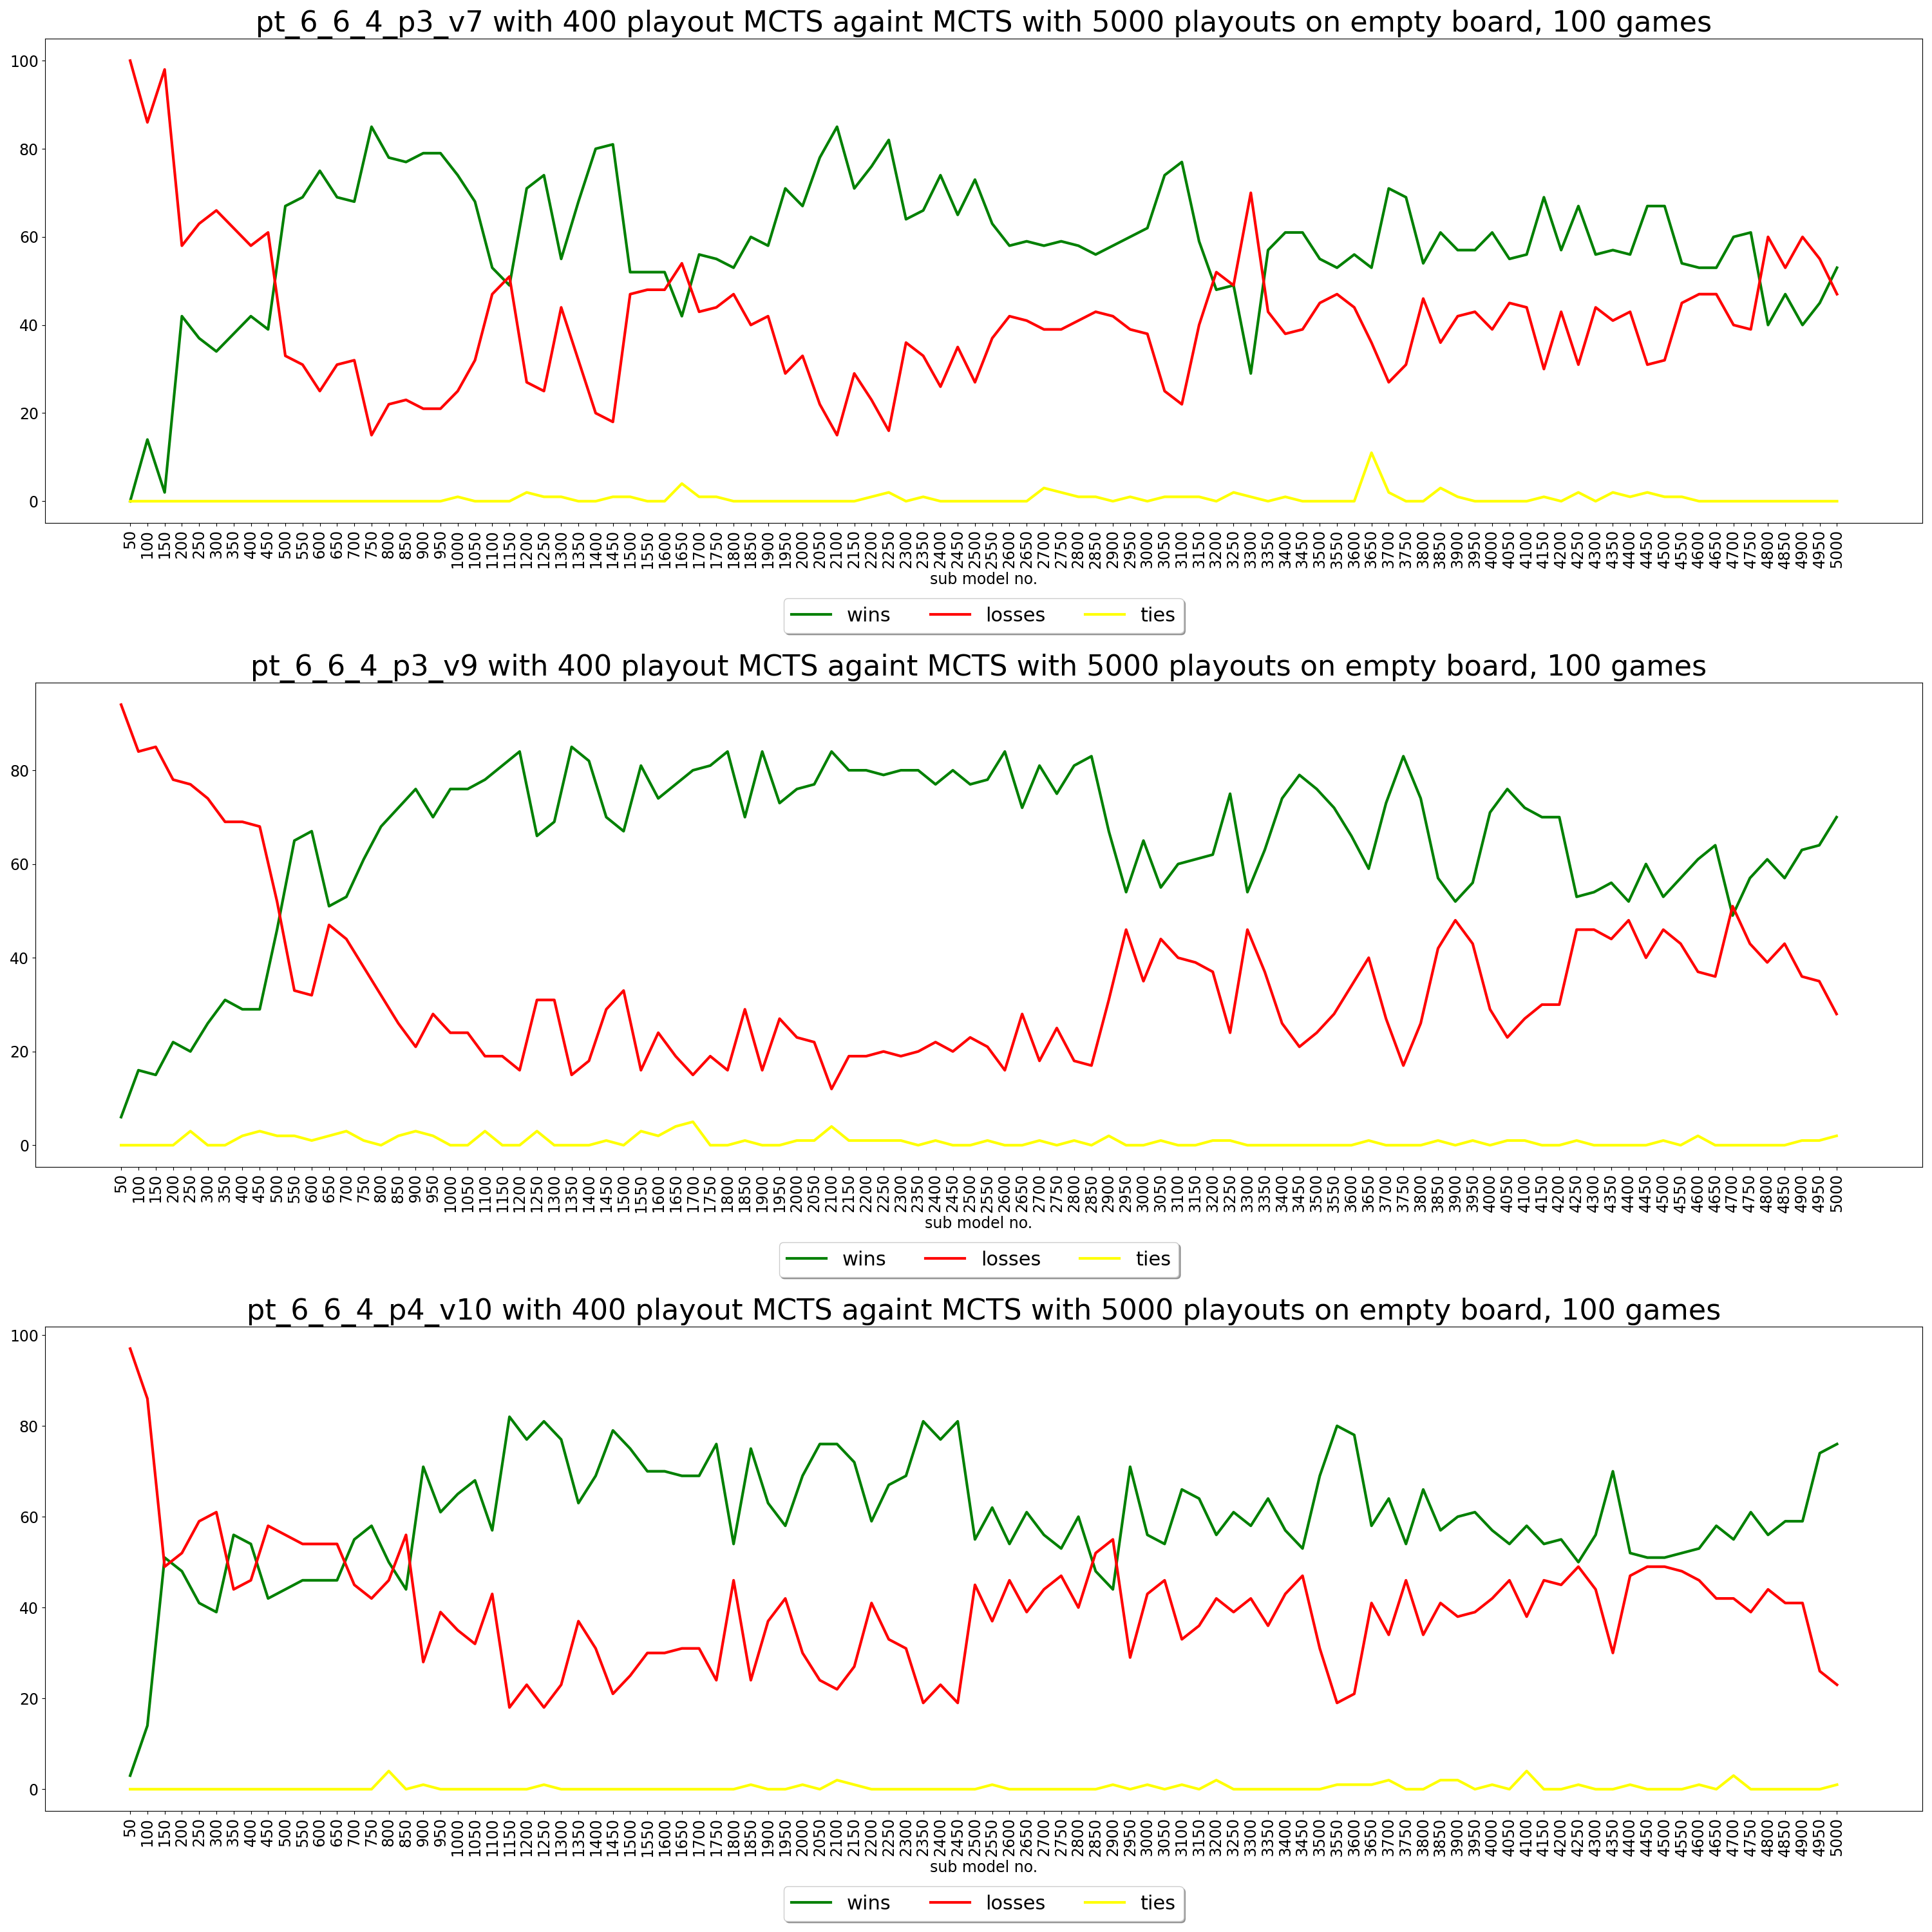 pt_6_6_4_p3_v7 with 400 playout MCTS againt MCTS with 5000 playouts on empty board, 100 games
100
80
60
40
20
0
50 100 150 200 250 300 350 400 450 500 550 600 650 700 750 800 850 900 950 1000 1050 1100 1150 1200 1250 1300 1350 1400 1450 1500 1550 1600 1650 1700 1750 1800 1850 1900 1950 2000 2050 2100 2150 2200 2250 2300 2350 2400 2450 2500 2550 2600 2650 2700 2750 2800 2850 2900 2950 3000 3050 3100 3150 3200 3250 3300 3350 3400 3450 3500 3550 3600 3650 3700 3750 3800 3850 3900 3950 4000 4050 4100 4150 4200 4250 4300 4350 4400 4450 4500 4550 4600 4650 4700 4750 4800 4850 4900 4950 5000
sub model no.
wins losses ties
pt_6_6_4_p3_v9 with 400 playout MCTS againt MCTS with 5000 playouts on empty board, 100 games
80
60
40
20
0
50 100 150 200 250 300 350 400 450 500 550 600 650 700 750 800 850 900 950 1000 1050 1100 1150 1200 1250 1300 1350 1400 1450 1500 1550 1600 1650 1700 1750 1800 1850 1900 1950 2000 2050 2100 2150 2200 2250 2300 2350 2400 2450 2500 2550 2600 2650 2700 2750 2800 2850 2900 2950 3000 3050 3100 3150 3200 3250 3300 3350 3400 3450 3500 3550 3600 3650 3700 3750 3800 3850 3900 3950 4000 4050 4100 4150 4200 4250 4300 4350 4400 4450 4500 4550 4600 4650 4700 4750 4800 4850 4900 4950 5000
sub model no.
wins losses ties
pt_6_6_4_p4_v10 with 400 playout MCTS againt MCTS with 5000 playouts on empty board, 100 games
100
80
60
40
20
0
50 100 150 200 250 300 350 400 450 500 550 600 650 700 750 800 850 900 950 1000 1050 1100 1150 1200 1250 1300 1350 1400 1450 1500 1550 1600 1650 1700 1750 1800 1850 1900 1950 2000 2050 2100 2150 2200 2250 2300 2350 2400 2450 2500 2550 2600 2650 2700 2750 2800 2850 2900 2950 3000 3050 3100 3150 3200 3250 3300 3350 3400 3450 3500 3550 3600 3650 3700 3750 3800 3850 3900 3950 4000 4050 4100 4150 4200 4250 4300 4350 4400 4450 4500 4550 4600 4650 4700 4750 4800 4850 4900 4950 5000
sub model no.
wins losses ties